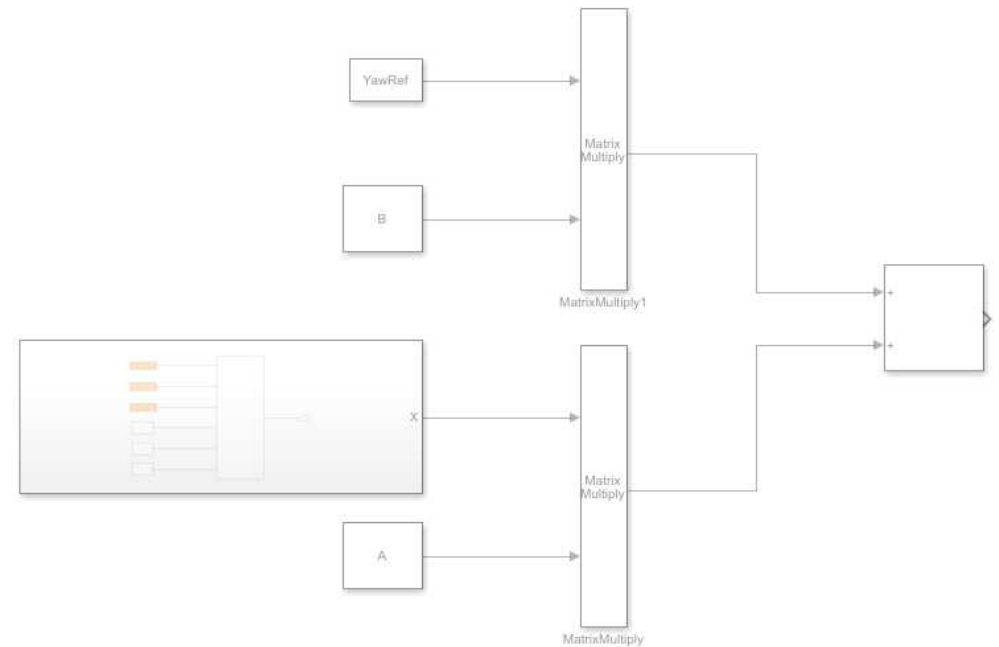 YawRef
Matrix
Multiply
B
MatrixMultiply1
+
+
X
Matrix
Multiply
A
MatrixMultiply